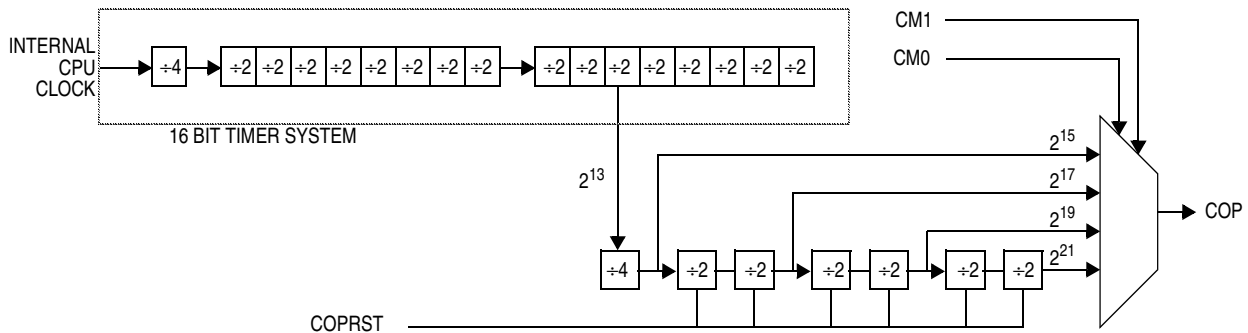 CM1
INTERNAL
CPU
CLOCK
÷4
÷2 ÷2 ÷2 ÷2 ÷2 ÷2 ÷2 ÷2
÷2 ÷2 ÷2 ÷2 ÷2 ÷2 ÷2 ÷2
CM0
16 BIT TIMER SYSTEM
2^15
2^13
2^17
2^19
COP
2^21
÷4 ÷2 ÷2 ÷2 ÷2 ÷2 ÷2
COPRST